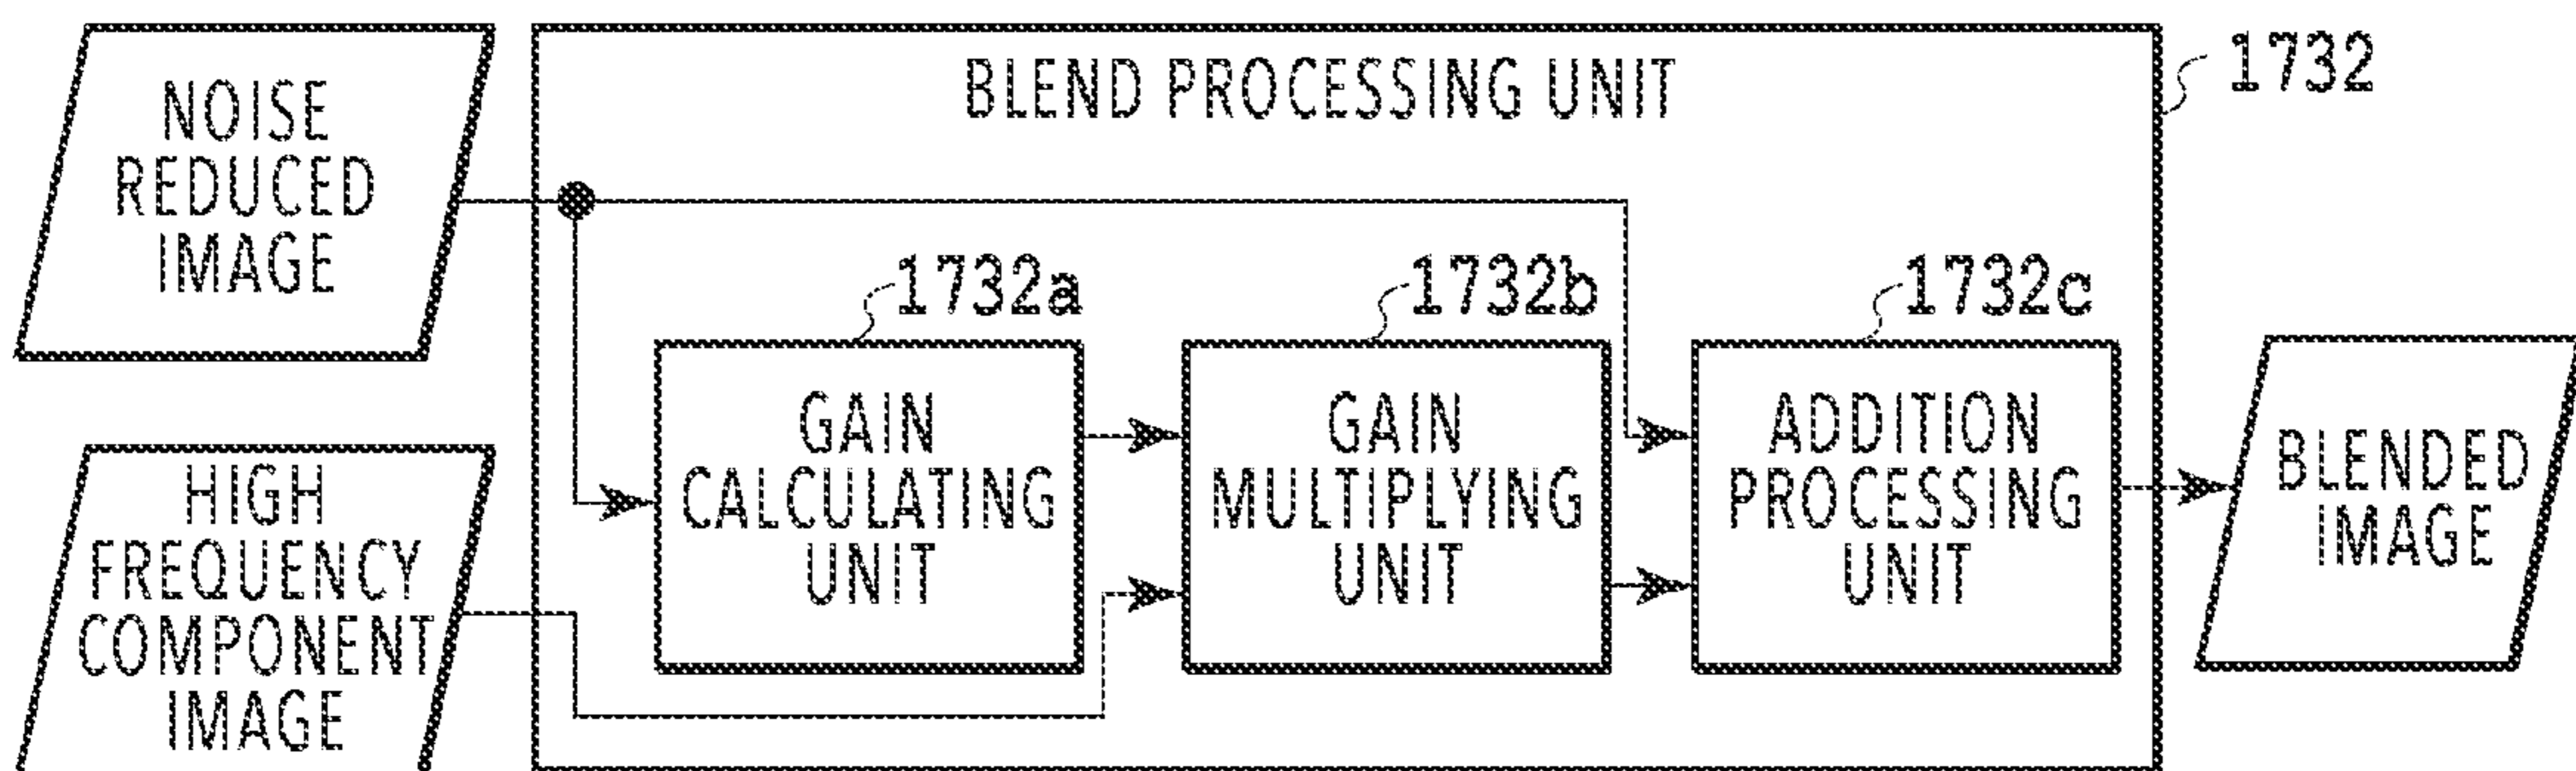 NOISE
REDUCED
IMAGE
HIGH
FREQUENCY
COMPONENT
IMAGE
BLEND PROCESSING UNIT
1732
1732a
GAIN
CALCULATING
UNIT
1732b
GAIN
MULTIPLYING
UNIT
1732c
ADDITION
PROCESSING
UNIT
BLENDED
IMAGE